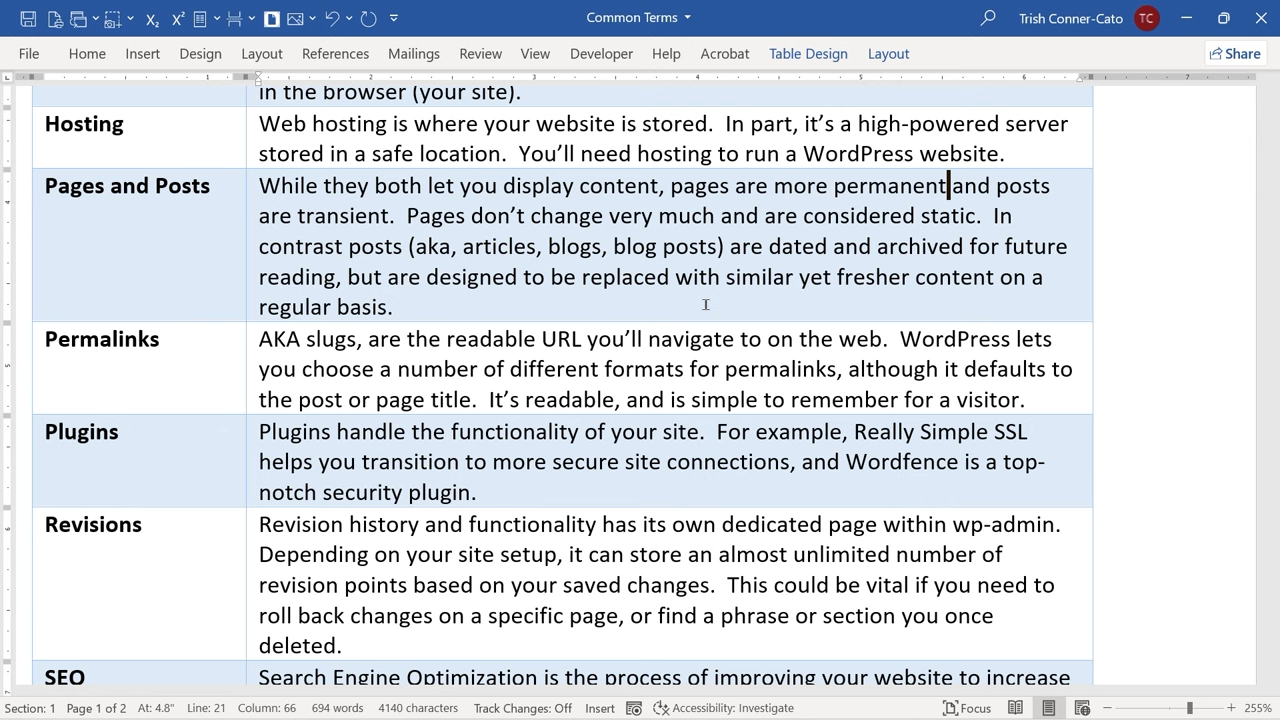 Common Terms
Trish Conner-Cato TC
File Home Insert Design Layout References Mailings Review View Developer Help Acrobat Table Design Layout Share
1 2 3 4 5 6 7
in the browser (your site).
Hosting
Web hosting is where your website is stored.  In part, it’s a high-powered server
stored in a safe location.  You’ll need hosting to run a WordPress website.
Pages and Posts
While they both let you display content, pages are more permanent and posts
are transient.  Pages don’t change very much and are considered static.  In
contrast posts (aka, articles, blogs, blog posts) are dated and archived for future
reading, but are designed to be replaced with similar yet fresher content on a
regular basis.
Permalinks
AKA slugs, are the readable URL you’ll navigate to on the web.  WordPress lets
you choose a number of different formats for permalinks, although it defaults to
the post or page title.  It’s readable, and is simple to remember for a visitor.
Plugins
Plugins handle the functionality of your site.  For example, Really Simple SSL
helps you transition to more secure site connections, and Wordfence is a top-
notch security plugin.
Revisions
Revision history and functionality has its own dedicated page within wp-admin.
Depending on your site setup, it can store an almost unlimited number of
revision points based on your saved changes.  This could be vital if you need to
roll back changes on a specific page, or find a phrase or section you once
deleted.
SEO
Search Engine Optimization is the process of improving your website to increase
Section: 1 Page 1 of 2 At: 4.8" Line: 21 Column: 66 694 words 4140 characters Track Changes: Off Insert Accessibility: Investigate Focus 255%